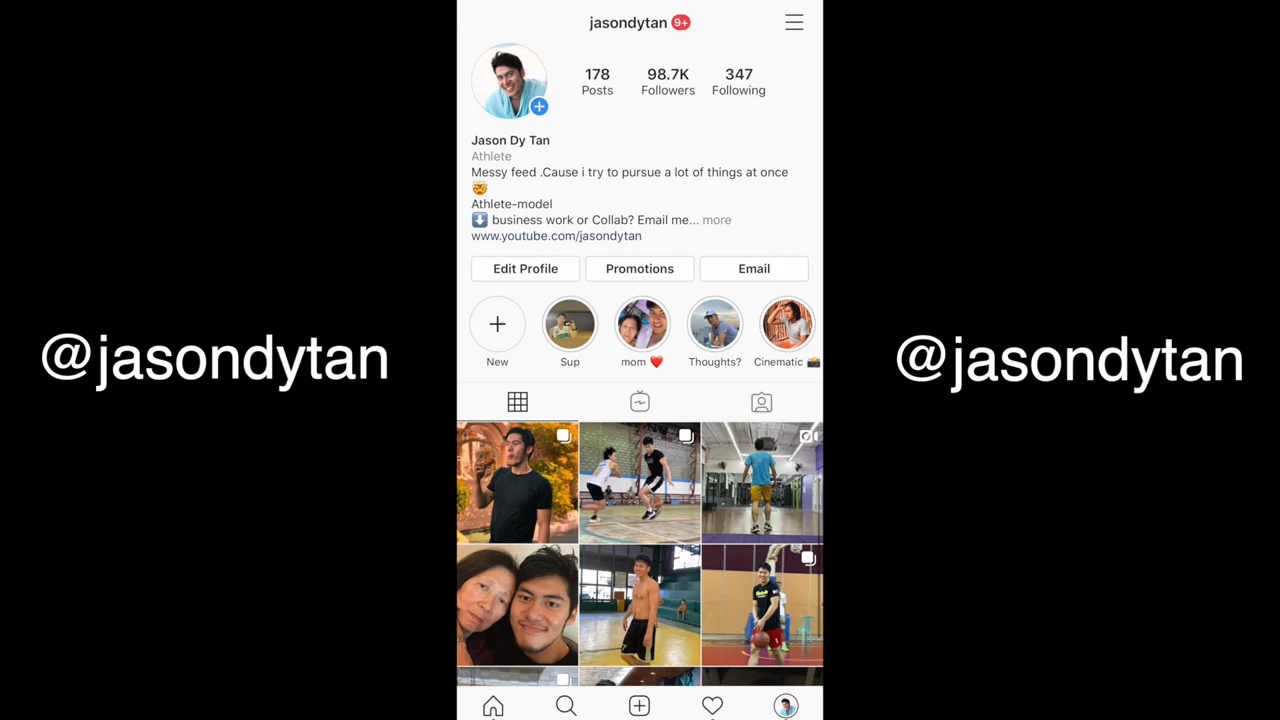 jasondytan 9+
178 98.7K 347
Posts Followers Following
Jason Dy Tan
Athlete
Messy feed .Cause i try to pursue a lot of things at once
🤯
Athlete-model
⬇️ business work or Collab? Email me... more
www.youtube.com/jasondytan
Edit Profile Promotions Email
New Sup mom ❤️ Thoughts? Cinematic 📸
@jasondytan
@jasondytan